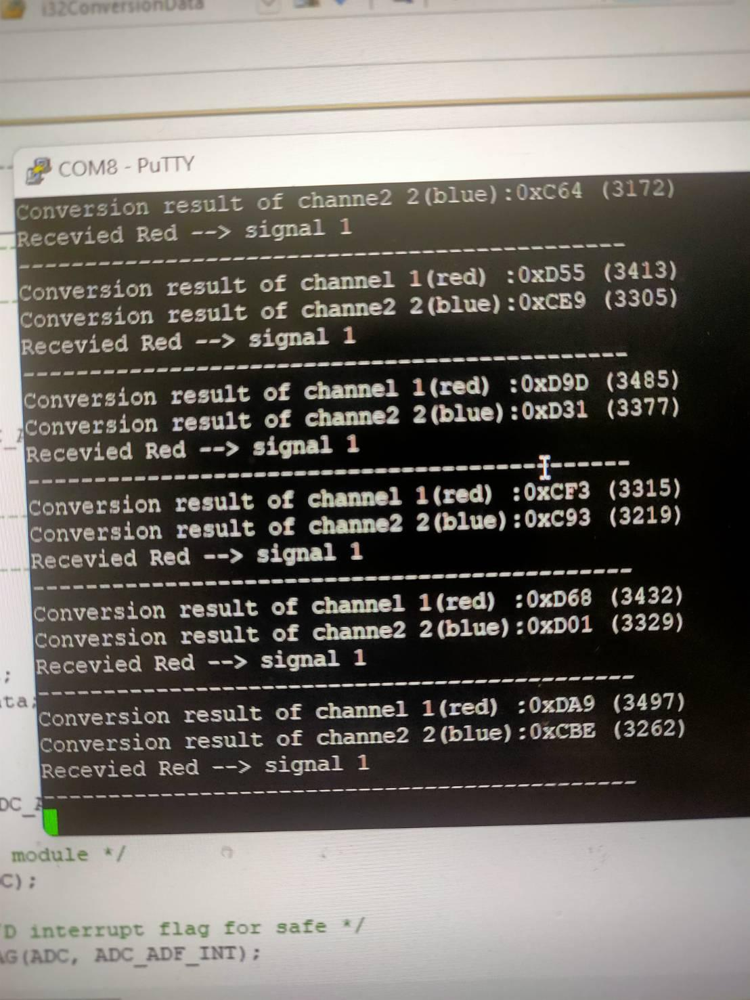 i32ConversionData
COM8 - PuTTY
Conversion result of channe2 2(blue):0xC64 (3172)
Recevied Red --> signal 1
----------------------------------------------
Conversion result of channel 1(red) :0xD55 (3413)
Conversion result of channe2 2(blue):0xCE9 (3305)
Recevied Red --> signal 1
----------------------------------------------
Conversion result of channel 1(red) :0xD9D (3485)
Conversion result of channe2 2(blue):0xD31 (3377)
Recevied Red --> signal 1
----------------------------------------------
Conversion result of channel 1(red) :0xCF3 (3315)
Conversion result of channe2 2(blue):0xC93 (3219)
Recevied Red --> signal 1
----------------------------------------------
Conversion result of channel 1(red) :0xD68 (3432)
Conversion result of channe2 2(blue):0xD01 (3329)
Recevied Red --> signal 1
----------------------------------------------
Conversion result of channel 1(red) :0xDA9 (3497)
Conversion result of channe2 2(blue):0xCBE (3262)
Recevied Red --> signal 1
----------------------------------------------
module */
C);
D interrupt flag for safe */
AG(ADC, ADC_ADF_INT);